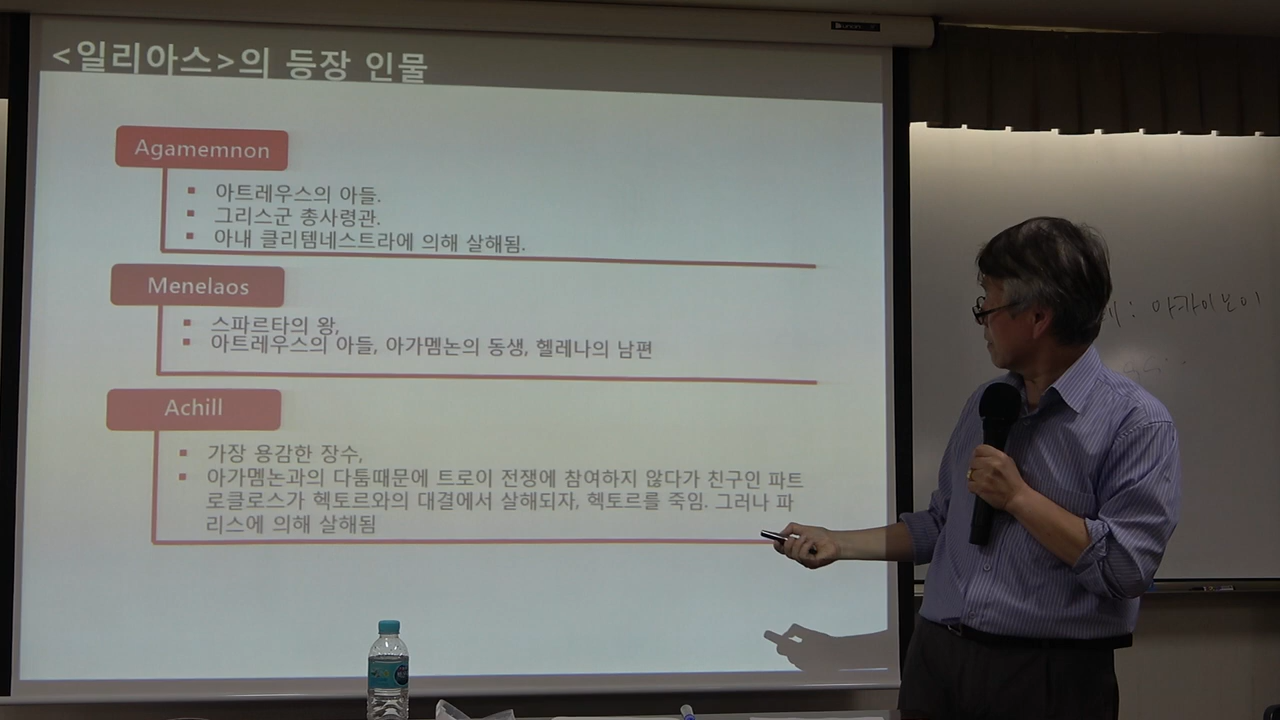 <일리아스>의 등장 인물
Agamemnon
▪ 아트레우스의 아들.
▪ 그리스군 총사령관.
▪ 아내 클리템네스트라에 의해 살해됨.
Menelaos
▪ 스파르타의 왕,
▪ 아트레우스의 아들, 아가멤논의 동생, 헬레나의 남편
Achill
▪ 가장 용감한 장수,
▪ 아가멤논과의 다툼때문에 트로이 전쟁에 참여하지 않다가 친구인 파트
로클로스가 헥토르와의 대결에서 살해되자, 헥토르를 죽임. 그러나 파
리스에 의해 살해됨
: 아카이오이